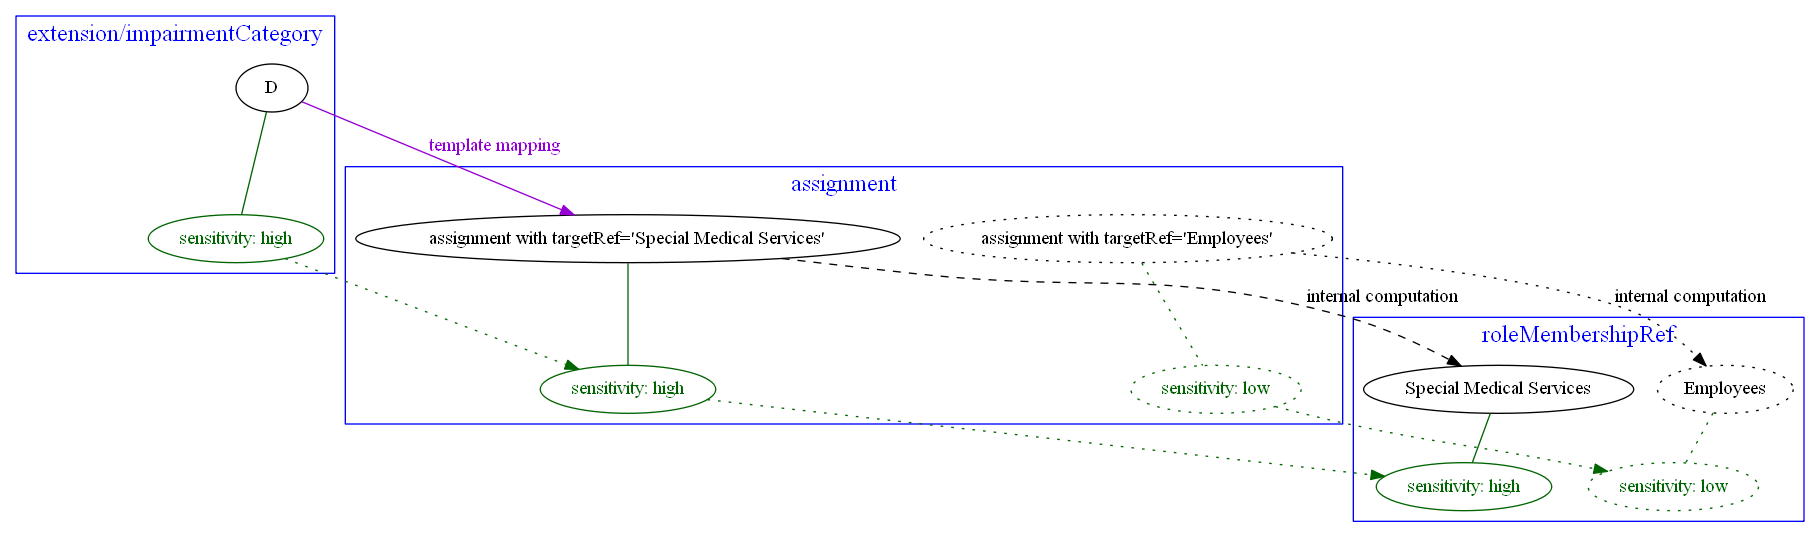 extension/impairmentCategory
D
template mapping
assignment
sensitivity: high
assignment with targetRef='Special Medical Services'
assignment with targetRef='Employees'
internal computation
internal computation
roleMembershipRef
sensitivity: high
sensitivity: low
Special Medical Services
Employees
sensitivity: high
sensitivity: low